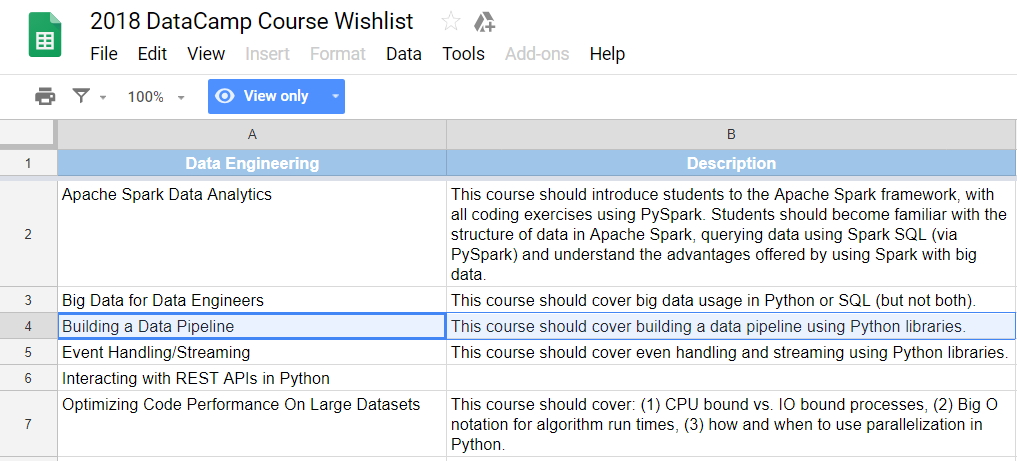 2018 DataCamp Course Wishlist
File Edit View Insert Format Data Tools Add-ons Help
100% View only
A B
1 Data Engineering Description
2 Apache Spark Data Analytics This course should introduce students to the Apache Spark framework, with
all coding exercises using PySpark. Students should become familiar with the
structure of data in Apache Spark, querying data using Spark SQL (via
PySpark) and understand the advantages offered by using Spark with big
data.
3 Big Data for Data Engineers This course should cover big data usage in Python or SQL (but not both).
4 Building a Data Pipeline This course should cover building a data pipeline using Python libraries.
5 Event Handling/Streaming This course should cover even handling and streaming using Python libraries.
6 Interacting with REST APIs in Python
7 Optimizing Code Performance On Large Datasets This course should cover: (1) CPU bound vs. IO bound processes, (2) Big O
notation for algorithm run times, (3) how and when to use parallelization in
Python.